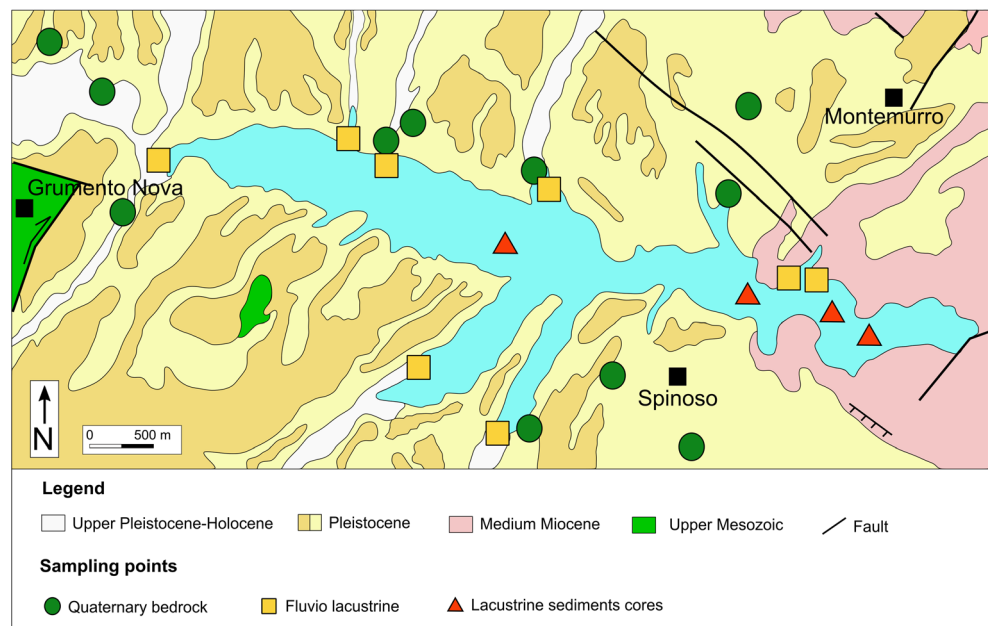 Montemurro
Grumento Nova
Spinoso
N
0 500 m
Legend
Upper Pleistocene-Holocene
Pleistocene
Medium Miocene
Upper Mesozoic
Fault
Sampling points
Quaternary bedrock
Fluvio lacustrine
Lacustrine sediments cores